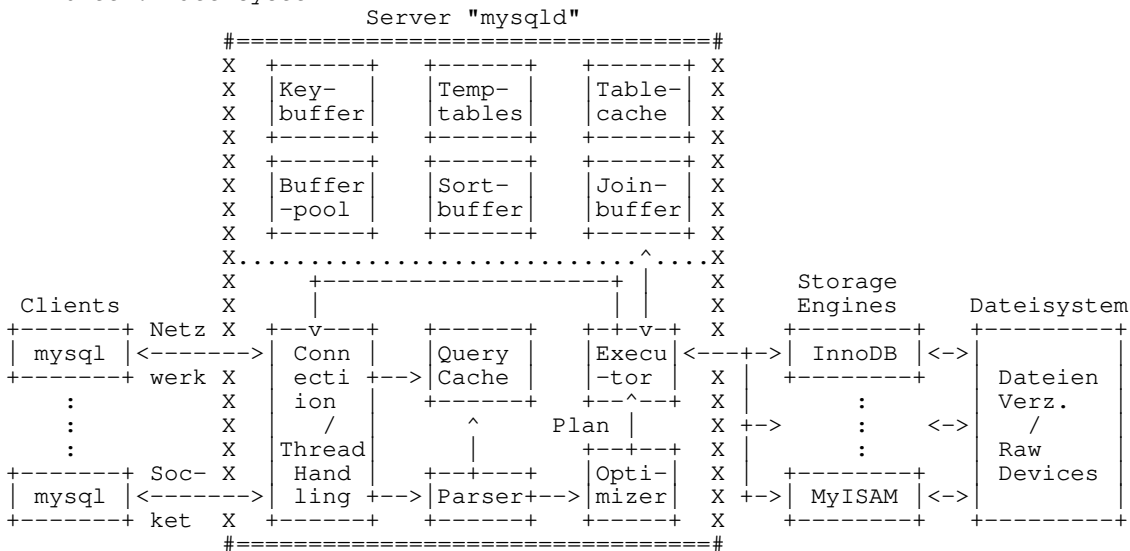 Server "mysqld"
#=================================#
X  +------+   +------+   +------+ X
X  |Key-  |   |Temp- |   |Table-| X
X  |buffer|   |tables|   |cache | X
X  +------+   +------+   +------+ X
X  +------+   +------+   +------+ X
X  |Buffer|   |Sort- |   |Join- | X
X  |-pool |   |buffer|   |buffer| X
X  +------+   +------+   +------+ X
X............................^....X
X     +--------------------+ |    X     Storage
Clients       X     |                    | |    X     Engines     Dateisystem
+-------+ Netz X  +--v---+   +------+   +-+-v-+  X    +--------+   +---------+
| mysql |<------->| Conn |   |Query |   |Execu|<---+->| InnoDB |<->|         |
+-------+ werk X  | ecti +-->|Cache |   |-tor |  X |  +--------+   | Dateien |
:       X  | ion  |   +------+   +--^--+  X |      :        | Verz.   |
:       X  |  /   |      ^     Plan |     X +->    :     <->|   /     |
:       X  |Thread|      |       +--+--+  X |      :        | Raw     |
+-------+ Soc- X  | Hand |   +--+---+   |Opti-|  X |  +--------+   | Devices |
| mysql |<------->| ling +-->|Parser+-->|mizer|  X +->| MyISAM |<->|         |
+-------+ ket  X  +------+   +------+   +------+  X    +--------+   +---------+
#=================================#